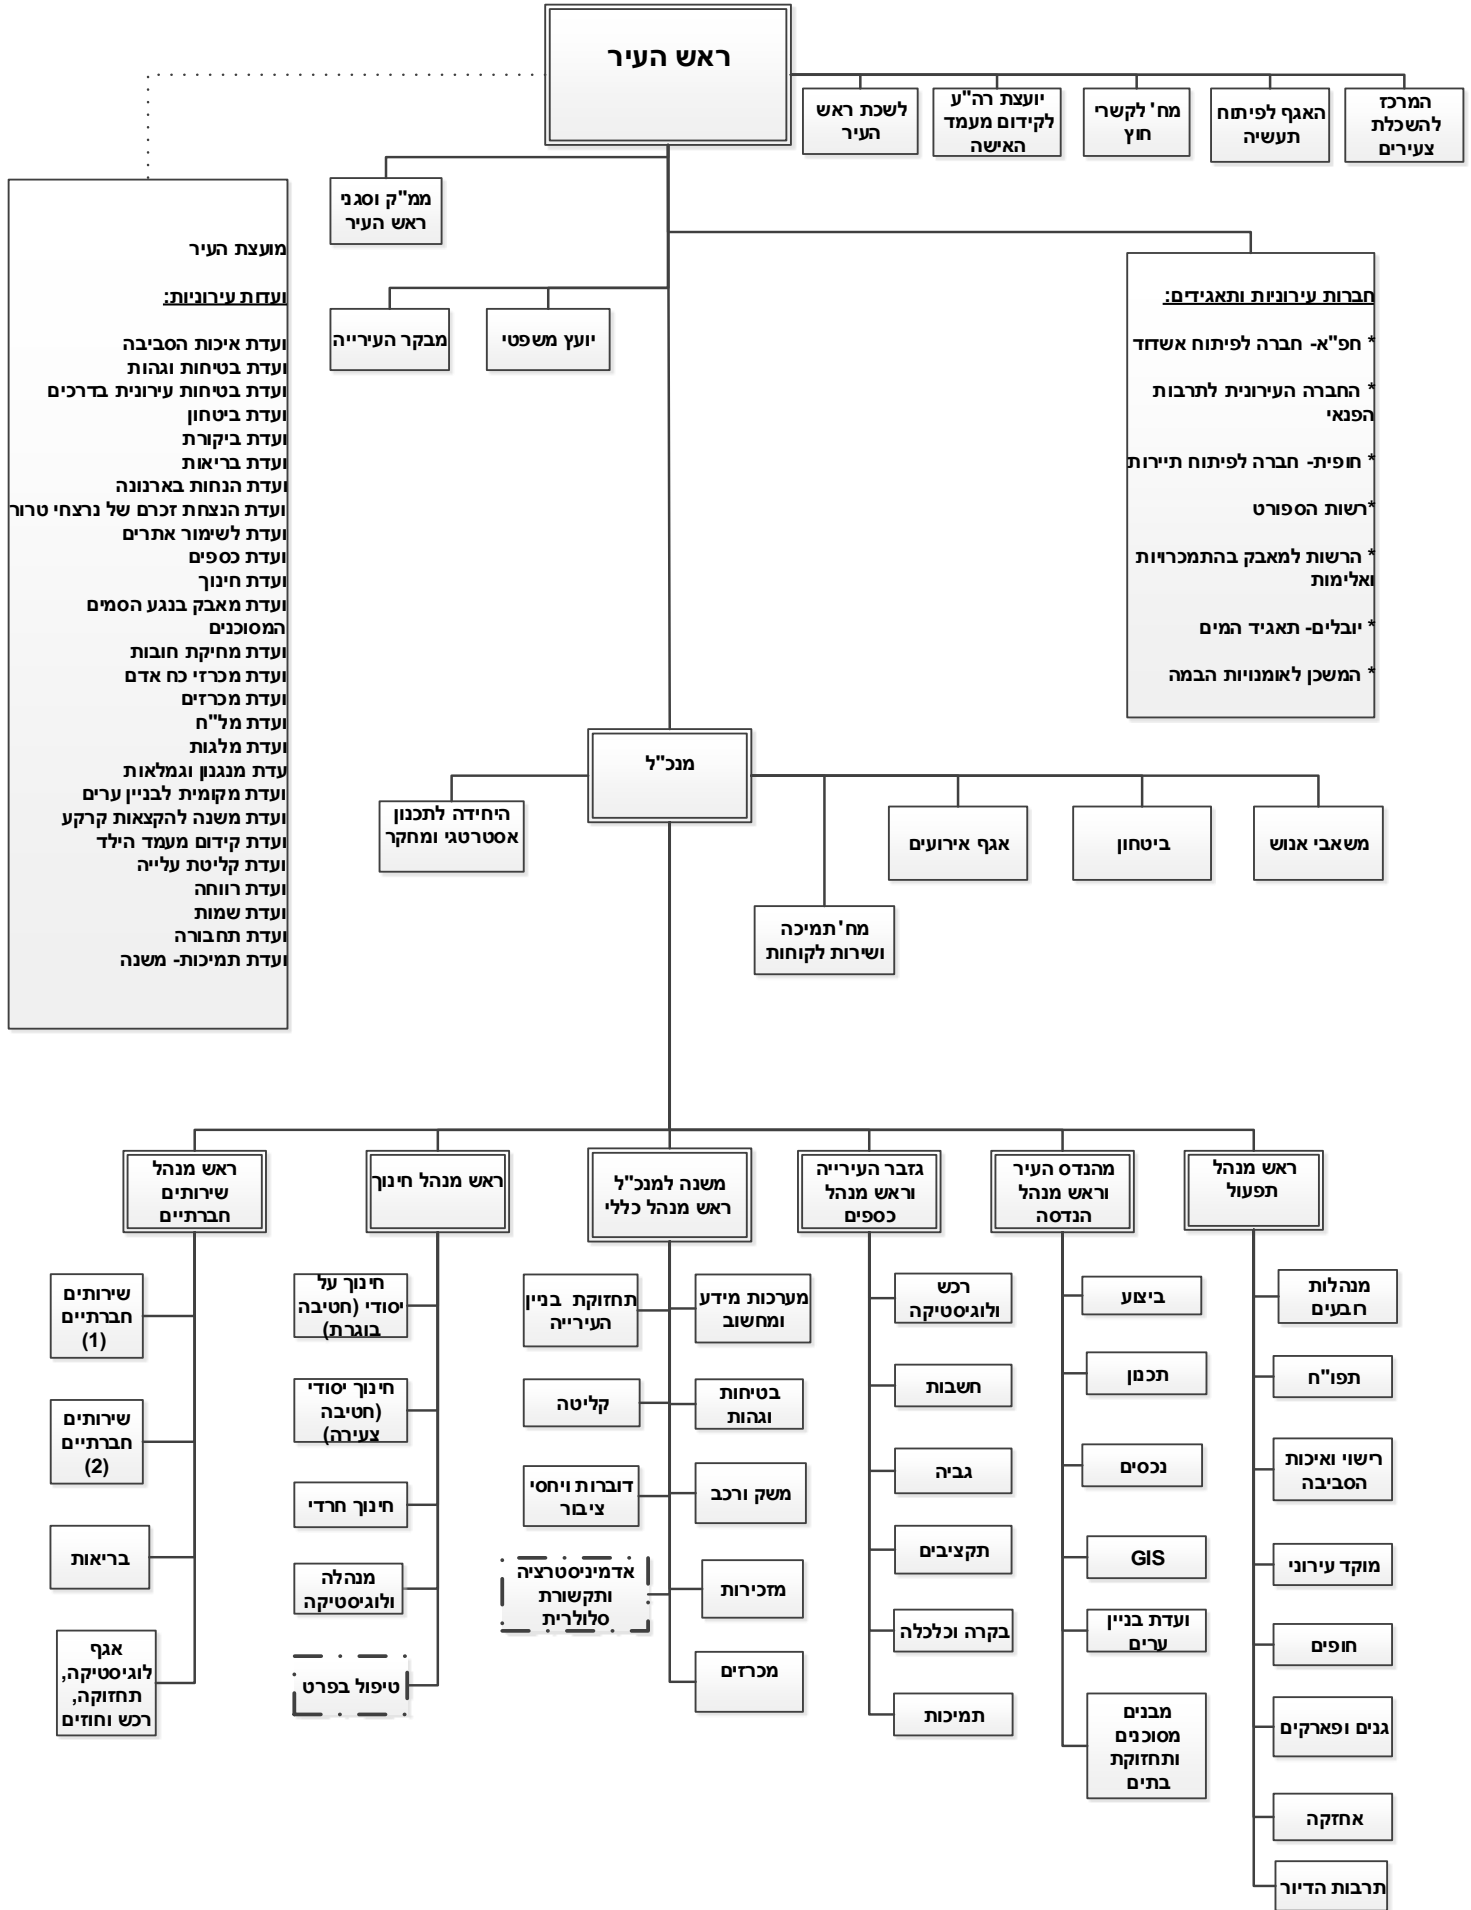 ראש העיר
המרכז
להשכלת
צעירים
האגף לפיתוח
תעשיה
מח' לקשרי
חוץ
יועצת רה"ע
לקידום מעמד
האישה
לשכת ראש
העיר
ממ"ק וסגני
ראש העיר
יועץ משפטי
מבקר העירייה
חברות עירוניות ותאגידים:
* חפ"א- חברה לפיתוח אשדוד
* החברה העירונית לתרבות
הפנאי
* חופית- חברה לפיתוח תיירות
*רשות הספורט
* הרשות למאבק בהתמכרויות
ואלימות
* יובלים- תאגיד המים
* המשכן לאומנויות הבמה
מועצת העיר
ועדות עירוניות:
ועדת איכות הסביבה
ועדת בטיחות וגהות
ועדת בטיחות עירונית בדרכים
ועדת ביטחון
ועדת ביקורת
ועדת בריאות
ועדת הנחות בארנונה
ועדת הנצחת זכרם של נרצחי טרור
ועדת לשימור אתרים
ועדת כספים
ועדת חינוך
ועדת מאבק בנגע הסמים
המסוכנים
ועדת מחיקת חובות
ועדת מכרזי כח אדם
ועדת מכרזים
ועדת מל"ח
ועדת מלגות
עדת מנגנון וגמלאות
ועדת מקומית לבניין ערים
ועדת משנה להקצאות קרקע
ועדת קידום מעמד הילד
ועדת קליטת עלייה
ועדת רווחה
ועדת שמות
ועדת תחבורה
ועדת תמיכות- משנה
מנכ"ל
משאבי אנוש
ביטחון
אגף אירועים
מח' תמיכה
ושירות לקוחות
היחידה לתכנון
אסטרטגי ומחקר
ראש מנהל
תפעול
מנהלות
רובעים
תפו"ח
רישוי ואיכות
הסביבה
מוקד עירוני
חופים
גנים ופארקים
אחזקה
תרבות הדיור
מהנדס העיר
וראש מנהל
הנדסה
ביצוע
תכנון
נכסים
GIS
ועדת בניין
ערים
מבנים
מסוכנים
ותחזוקת
בתים
גזבר העירייה
וראש מנהל
כספים
רכש
ולוגיסטיקה
חשבות
גביה
תקציבים
בקרה וכלכלה
תמיכות
משנה למנכ"ל
ראש מנהל כללי
מערכות מידע
ומחשוב
בטיחות
וגהות
משק ורכב
מזכירות
מכרזים
תחזוקת בניין
העירייה
קליטה
דוברות ויחסי
ציבור
אדמיניסטרציה
ותקשורת
סלולרית
ראש מנהל חינוך
חינוך על
יסודי (חטיבה
בוגרת)
חינוך יסודי
(חטיבה
צעירה)
חינוך חרדי
מנהלה
ולוגיסטיקה
טיפול בפרט
ראש מנהל
שירותים
חברתיים
שירותים
חברתיים
(1)
שירותים
חברתיים
(2)
בריאות
אגף
לוגיסטיקה,
תחזוקה,
רכש וחוזים